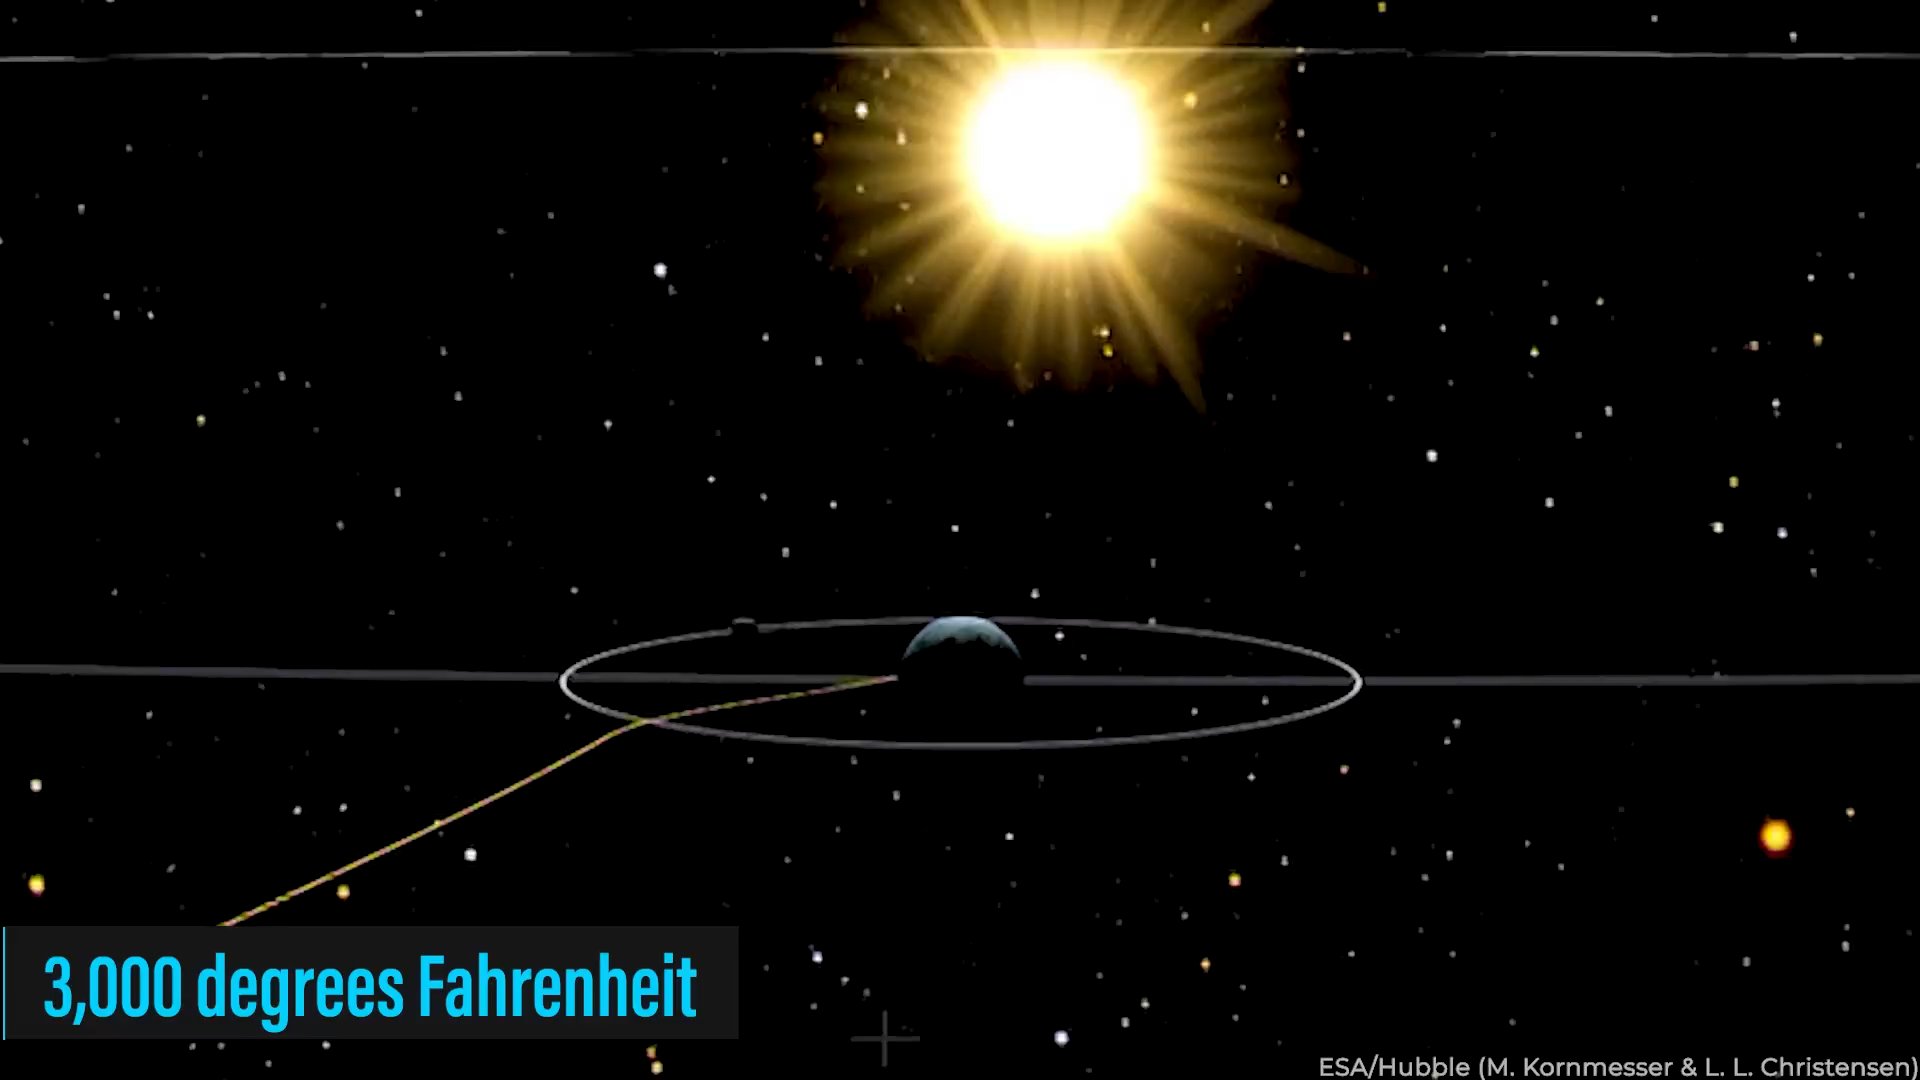 3,000 degrees Fahrenheit
ESA/Hubble (M. Kornmesser & L. L. Christensen)